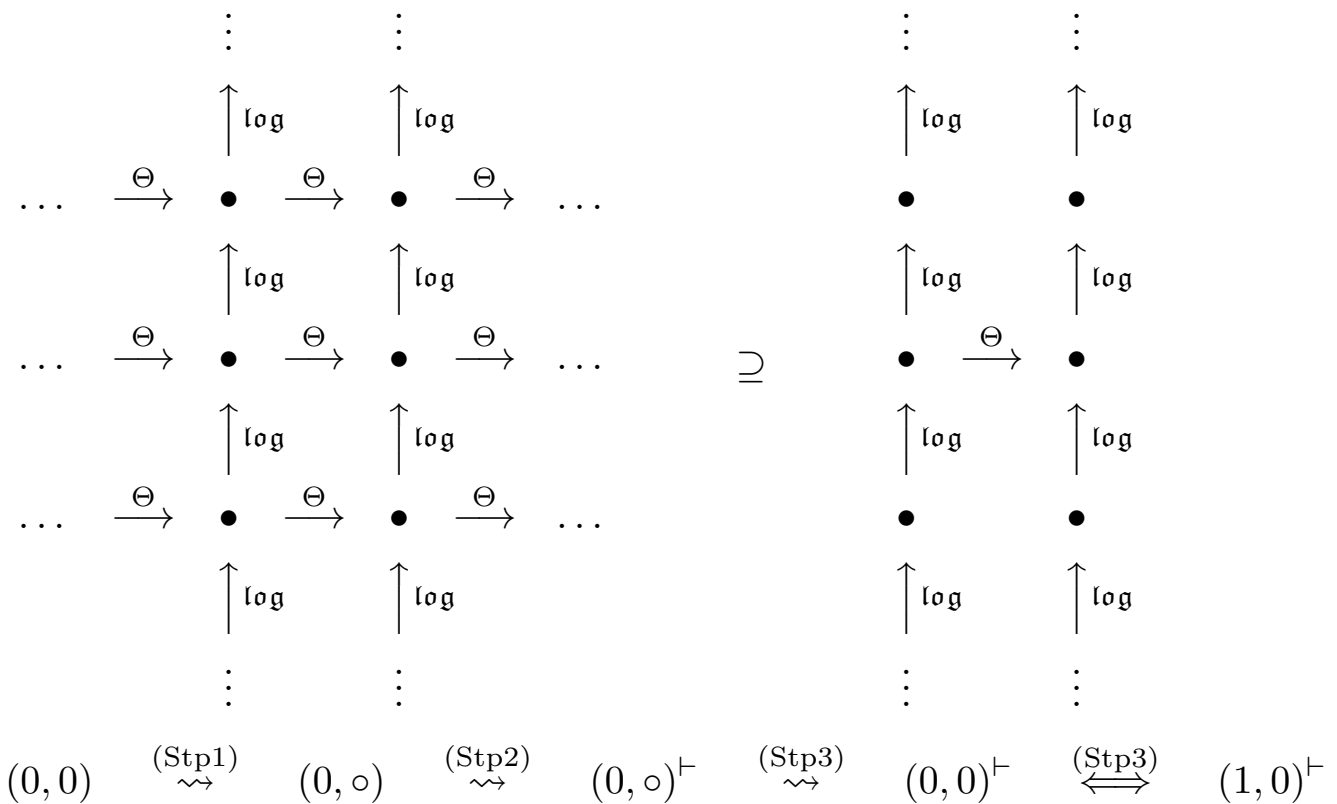 ⋮ ⋮ ⋮ ⋮
𝔩𝔬𝔤 𝔩𝔬𝔤 𝔩𝔬𝔤 𝔩𝔬𝔤
… Θ • Θ • Θ … • •
𝔩𝔬𝔤 𝔩𝔬𝔤 𝔩𝔬𝔤 𝔩𝔬𝔤
… Θ • Θ • Θ … ⊇ • Θ •
𝔩𝔬𝔤 𝔩𝔬𝔤 𝔩𝔬𝔤 𝔩𝔬𝔤
… Θ • Θ • Θ … • •
𝔩𝔬𝔤 𝔩𝔬𝔤 𝔩𝔬𝔤 𝔩𝔬𝔤
⋮ ⋮ ⋮ ⋮
(0, 0) (Stp1) ⇝ (0, ∘) (Stp2) ⇝ (0, ∘)⊢ (Stp3) ⇝ (0, 0)⊢ (Stp3) ⟺ (1, 0)⊢